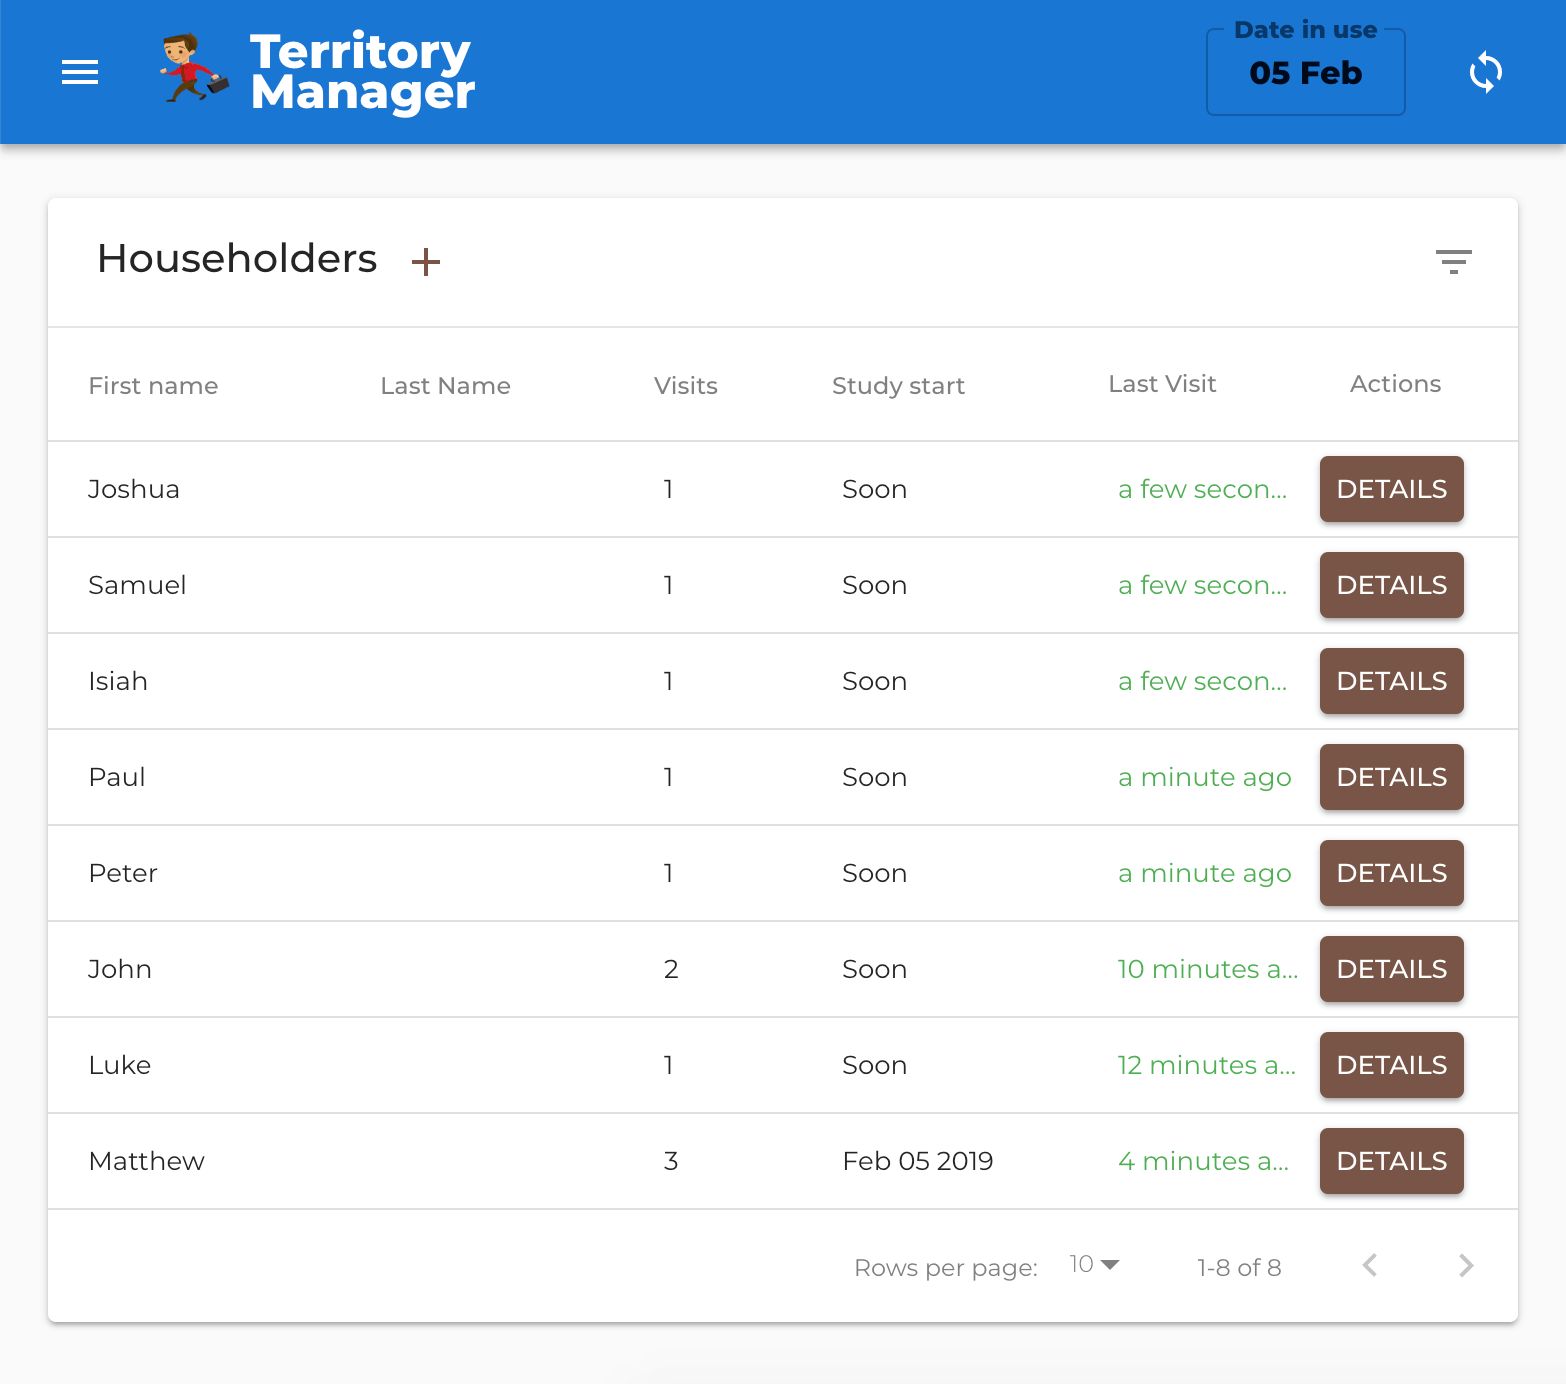 Territory
Manager
Date in use
05 Feb
Householders
First name Last Name Visits Study start Last Visit Actions
Joshua 1 Soon a few secon... DETAILS
Samuel 1 Soon a few secon... DETAILS
Isiah 1 Soon a few secon... DETAILS
Paul 1 Soon a minute ago DETAILS
Peter 1 Soon a minute ago DETAILS
John 2 Soon 10 minutes a... DETAILS
Luke 1 Soon 12 minutes a... DETAILS
Matthew 3 Feb 05 2019 4 minutes a... DETAILS
Rows per page: 10 1-8 of 8